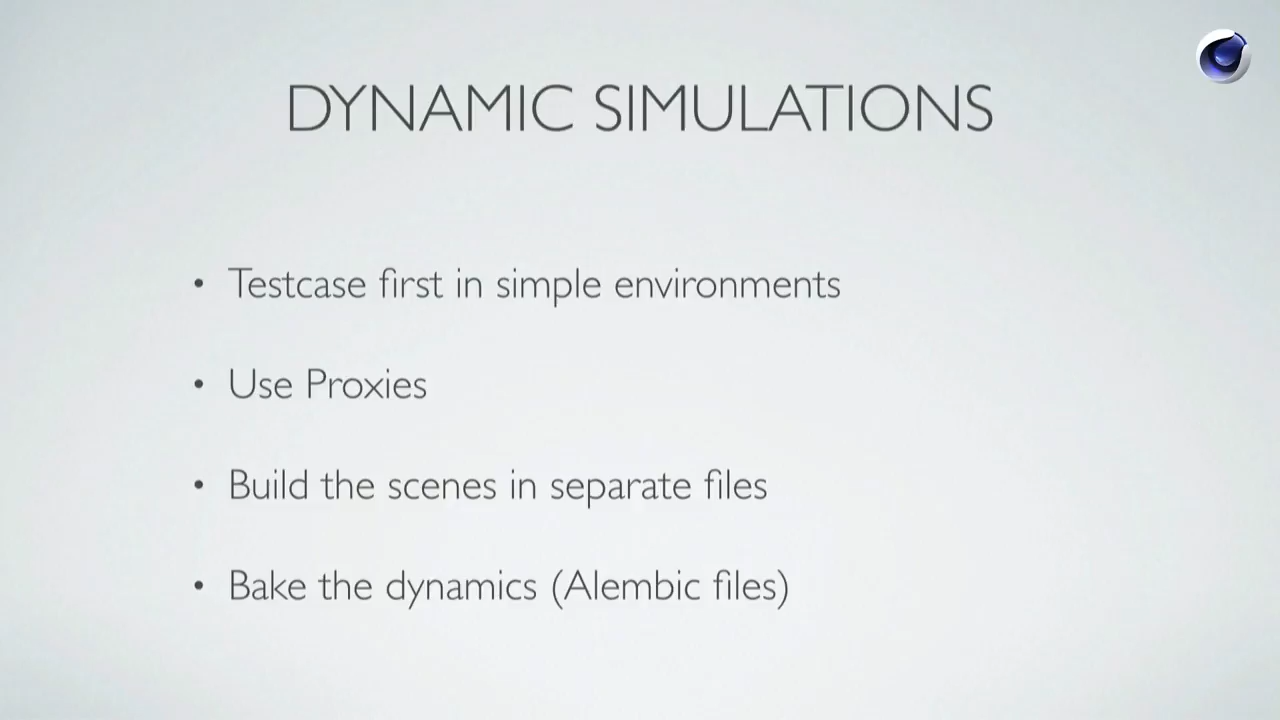 DYNAMIC SIMULATIONS
• Testcase first in simple environments
• Use Proxies
• Build the scenes in separate files
• Bake the dynamics (Alembic files)